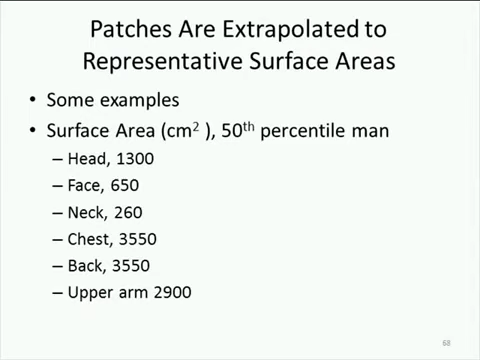 Patches Are Extrapolated to
Representative Surface Areas
• Some examples
• Surface Area (cm² ), 50th percentile man
– Head, 1300
– Face, 650
– Neck, 260
– Chest, 3550
– Back, 3550
– Upper arm 2900
68